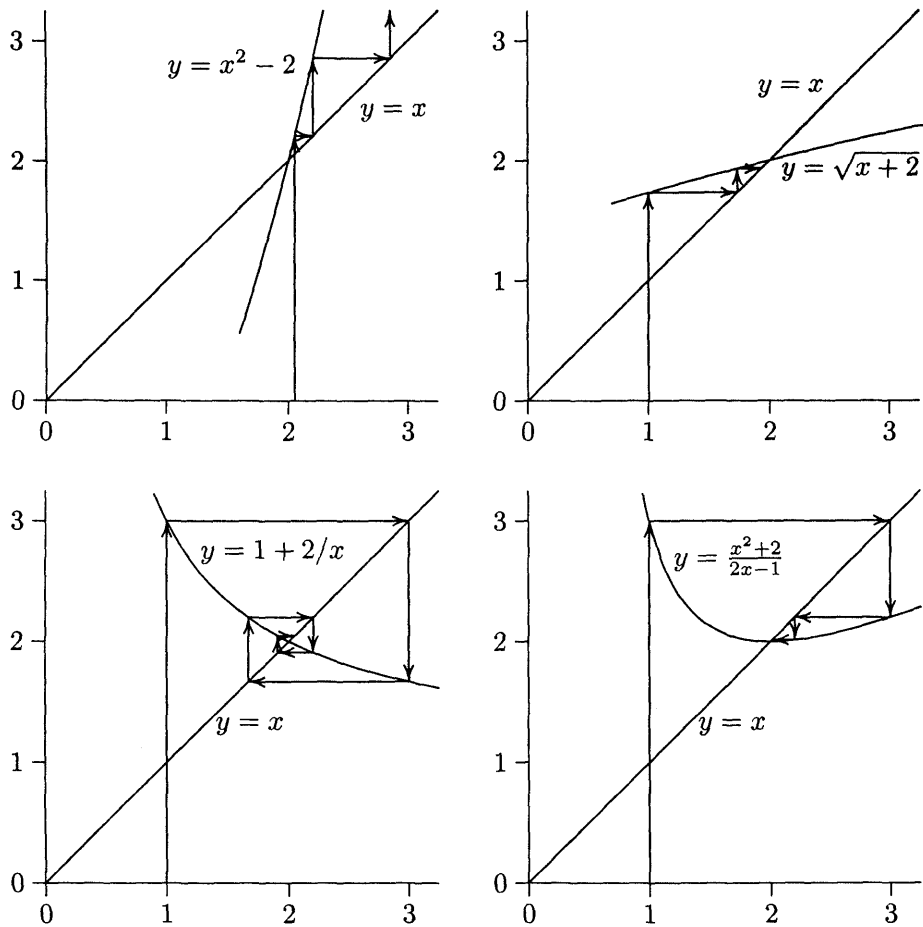 3
y = x² − 2
y = x
2
1
0
0 1 2 3
3
y = x
2
y = √(x + 2)
1
0
0 1 2 3
3
y = 1 + 2/x
2
y = x
1
0
0 1 2 3
3
y = (x²+2)/(2x−1)
2
y = x
1
0
0 1 2 3